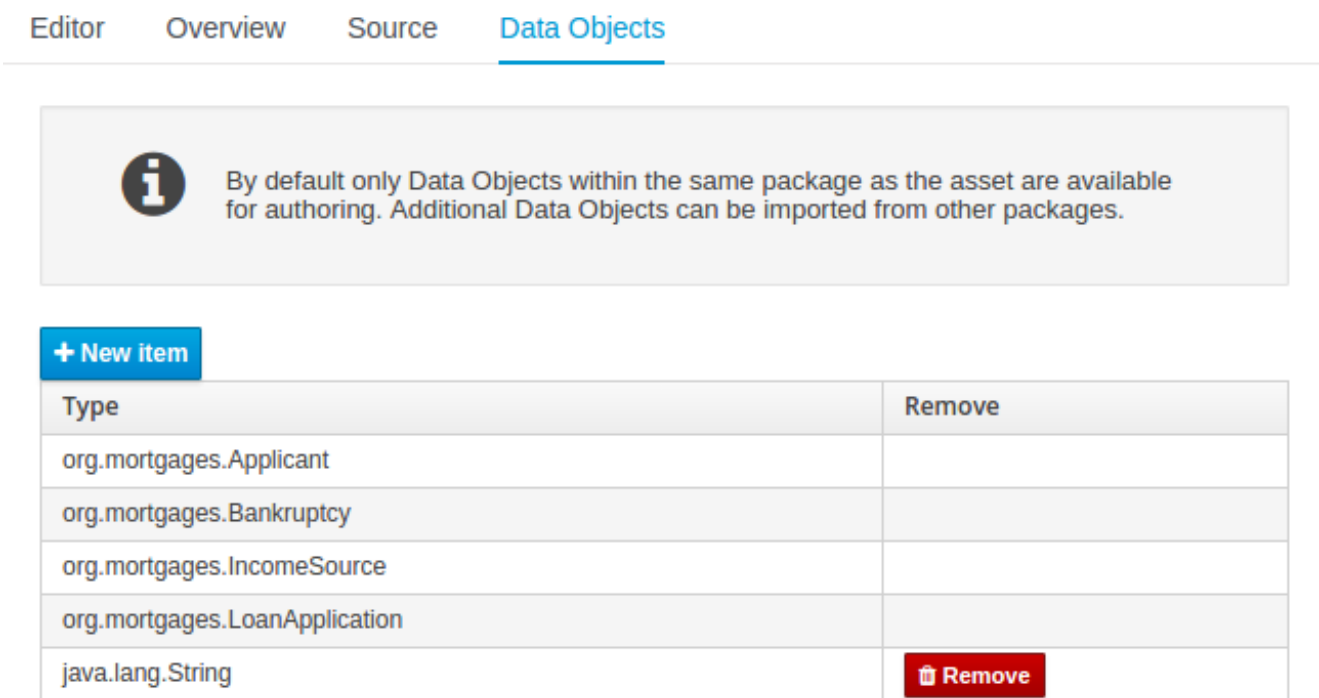 Editor Overview Source Data Objects
By default only Data Objects within the same package as the asset are available
for authoring. Additional Data Objects can be imported from other packages.
+ New item
Type Remove
org.mortgages.Applicant
org.mortgages.Bankruptcy
org.mortgages.IncomeSource
org.mortgages.LoanApplication
java.lang.String Remove